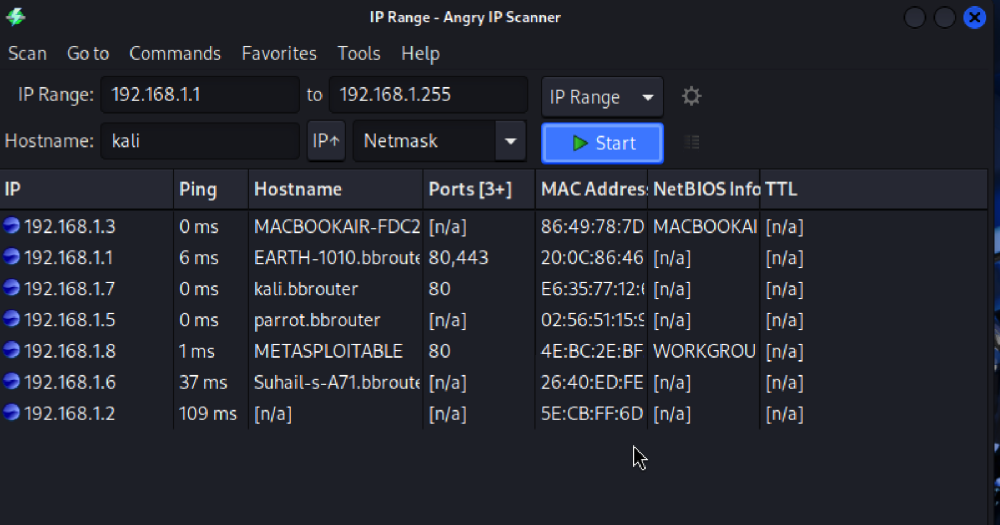 IP Range - Angry IP Scanner
Scan Go to Commands Favorites Tools Help
IP Range: 192.168.1.1 to 192.168.1.255 IP Range
Hostname: kali IP↑ Netmask Start
IP Ping Hostname Ports [3+] MAC Address NetBIOS Info TTL
192.168.1.3 0 ms MACBOOKAIR-FDC2 [n/a] 86:49:78:7D MACBOOKAI [n/a]
192.168.1.1 6 ms EARTH-1010.bbroute 80,443 20:0C:86:46 [n/a] [n/a]
192.168.1.7 0 ms kali.bbrouter 80 E6:35:77:12: [n/a] [n/a]
192.168.1.5 0 ms parrot.bbrouter [n/a] 02:56:51:15:9 [n/a] [n/a]
192.168.1.8 1 ms METASPLOITABLE 80 4E:BC:2E:BF WORKGROU [n/a]
192.168.1.6 37 ms Suhail-s-A71.bbroute [n/a] 26:40:ED:FE [n/a] [n/a]
192.168.1.2 109 ms [n/a] [n/a] 5E:CB:FF:6D [n/a] [n/a]